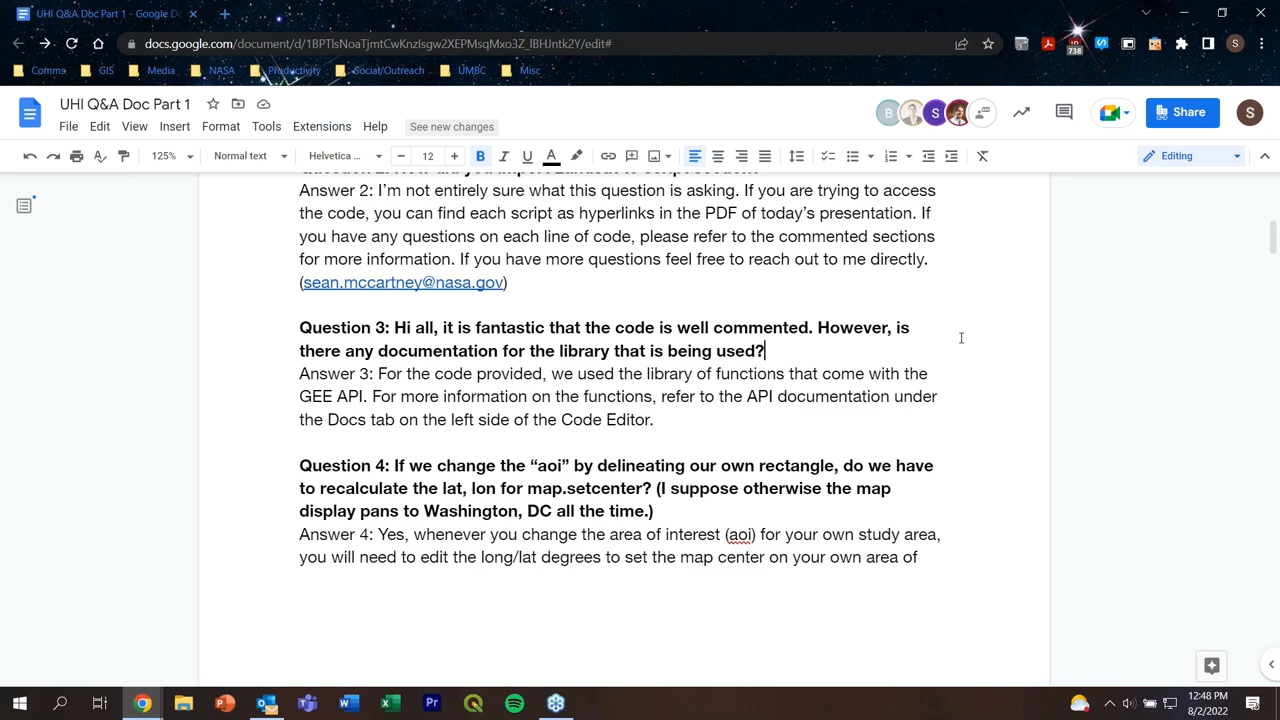 UHI Q&A Doc Part 1 - Google D
docs.google.com/document/d/1BPTlsNoaTjmtCwKnzlsgw2XEPMsqMxo3Z_lBHJntk2Y/edit#
738
S
Comms GIS Media NASA Productivity Social/Outreach UMBC Misc
UHI Q&A Doc Part 1
B S Share S
File Edit View Insert Format Tools Extensions Help See new changes
125% Normal text Helvetica ... 12 B I U A Editing
Answer 2: I'm not entirely sure what this question is asking. If you are trying to access
the code, you can find each script as hyperlinks in the PDF of today's presentation. If
you have any questions on each line of code, please refer to the commented sections
for more information. If you have more questions feel free to reach out to me directly.
(sean.mccartney@nasa.gov)
Question 3: Hi all, it is fantastic that the code is well commented. However, is
there any documentation for the library that is being used?
Answer 3: For the code provided, we used the library of functions that come with the
GEE API. For more information on the functions, refer to the API documentation under
the Docs tab on the left side of the Code Editor.
Question 4: If we change the “aoi” by delineating our own rectangle, do we have
to recalculate the lat, lon for map.setcenter? (I suppose otherwise the map
display pans to Washington, DC all the time.)
Answer 4: Yes, whenever you change the area of interest (aoi) for your own study area,
you will need to edit the long/lat degrees to set the map center on your own area of
12:48 PM
8/2/2022